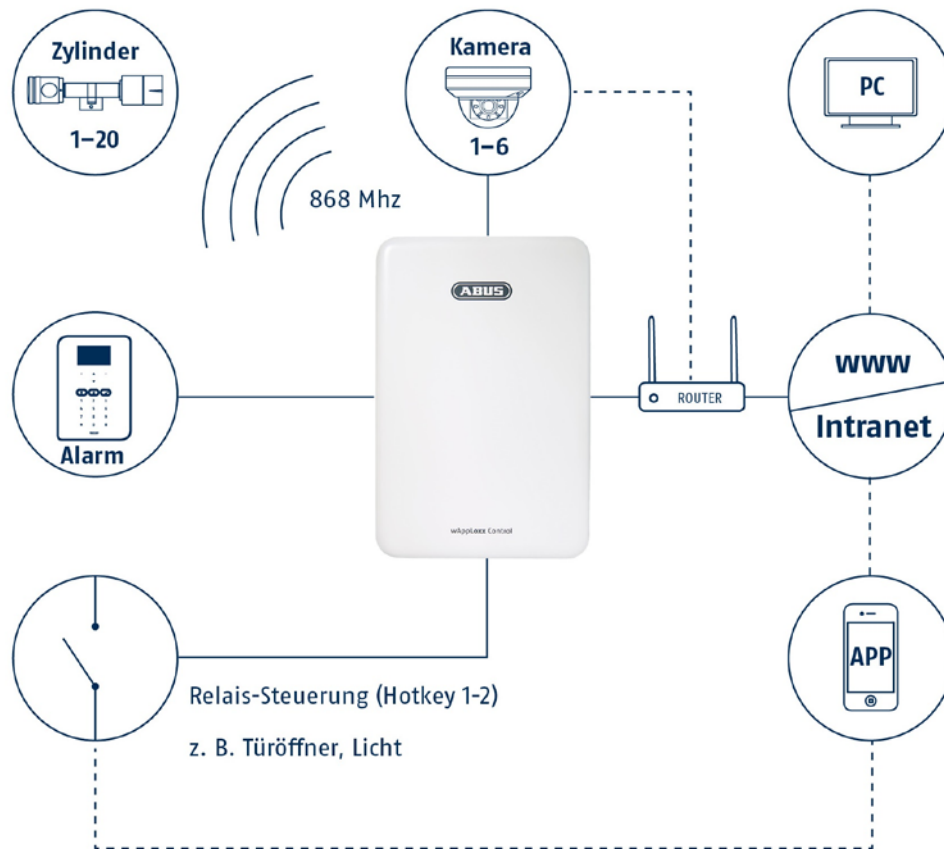 Zylinder
1–20
Kamera
1–6
PC
868 Mhz
ABUS
wAppLoxx Control
Alarm
ROUTER
www
Intranet
APP
Relais-Steuerung (Hotkey 1-2)
z. B. Türöffner, Licht